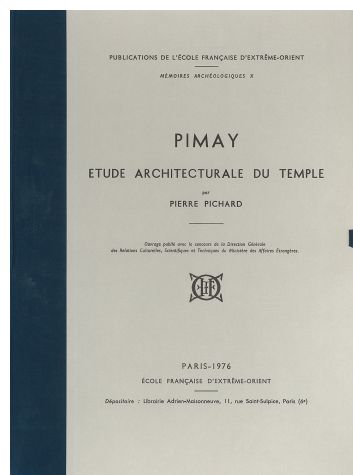 PUBLICATIONS DE L'ÉCOLE FRANÇAISE D'EXTRÊME-ORIENT
MÉMOIRES ARCHÉOLOGIQUES X
PIMAY
ETUDE ARCHITECTURALE DU TEMPLE
par
PIERRE PICHARD
Ouvrage publié avec le concours de la Direction Générale
des Relations Culturelles, Scientifiques et Techniques du Ministère des Affaires Étrangères.
PARIS-1976
ÉCOLE FRANÇAISE D'EXTRÊME-ORIENT
Dépositaire : Librairie Adrien-Maisonneuve, 11, rue Saint-Sulpice, Paris (6e)